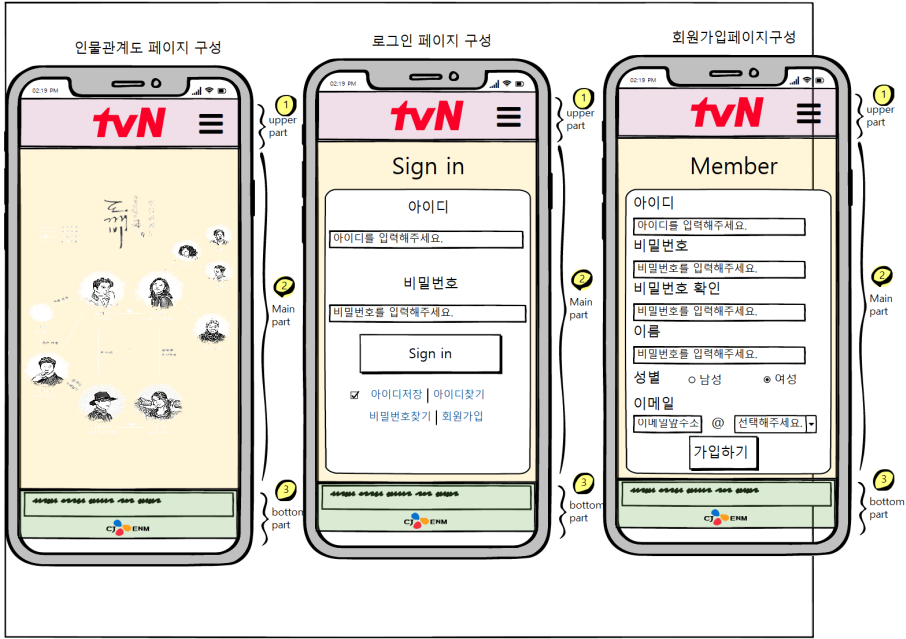 인물관계도 페이지 구성
02:19 PM
tvN
1
upper
part
도깨비
2
Main
part
3
bottom
part
CJ ENM
로그인 페이지 구성
02:19 PM
tvN
1
upper
part
Sign in
아이디
아이디를 입력해주세요.
비밀번호
비밀번호를 입력해주세요.
Sign in
아이디저장 | 아이디찾기
비밀번호찾기 | 회원가입
2
Main
part
3
bottom
part
CJ ENM
회원가입페이지구성
02:19 PM
tvN
1
upper
part
Member
아이디
아이디를 입력해주세요.
비밀번호
비밀번호를 입력해주세요.
비밀번호 확인
비밀번호를 입력해주세요.
이름
비밀번호를 입력해주세요.
성별 남성 여성
이메일
이메일앞수소 @ 선택해주세요.
가입하기
2
Main
part
3
bottom
part
CJ ENM